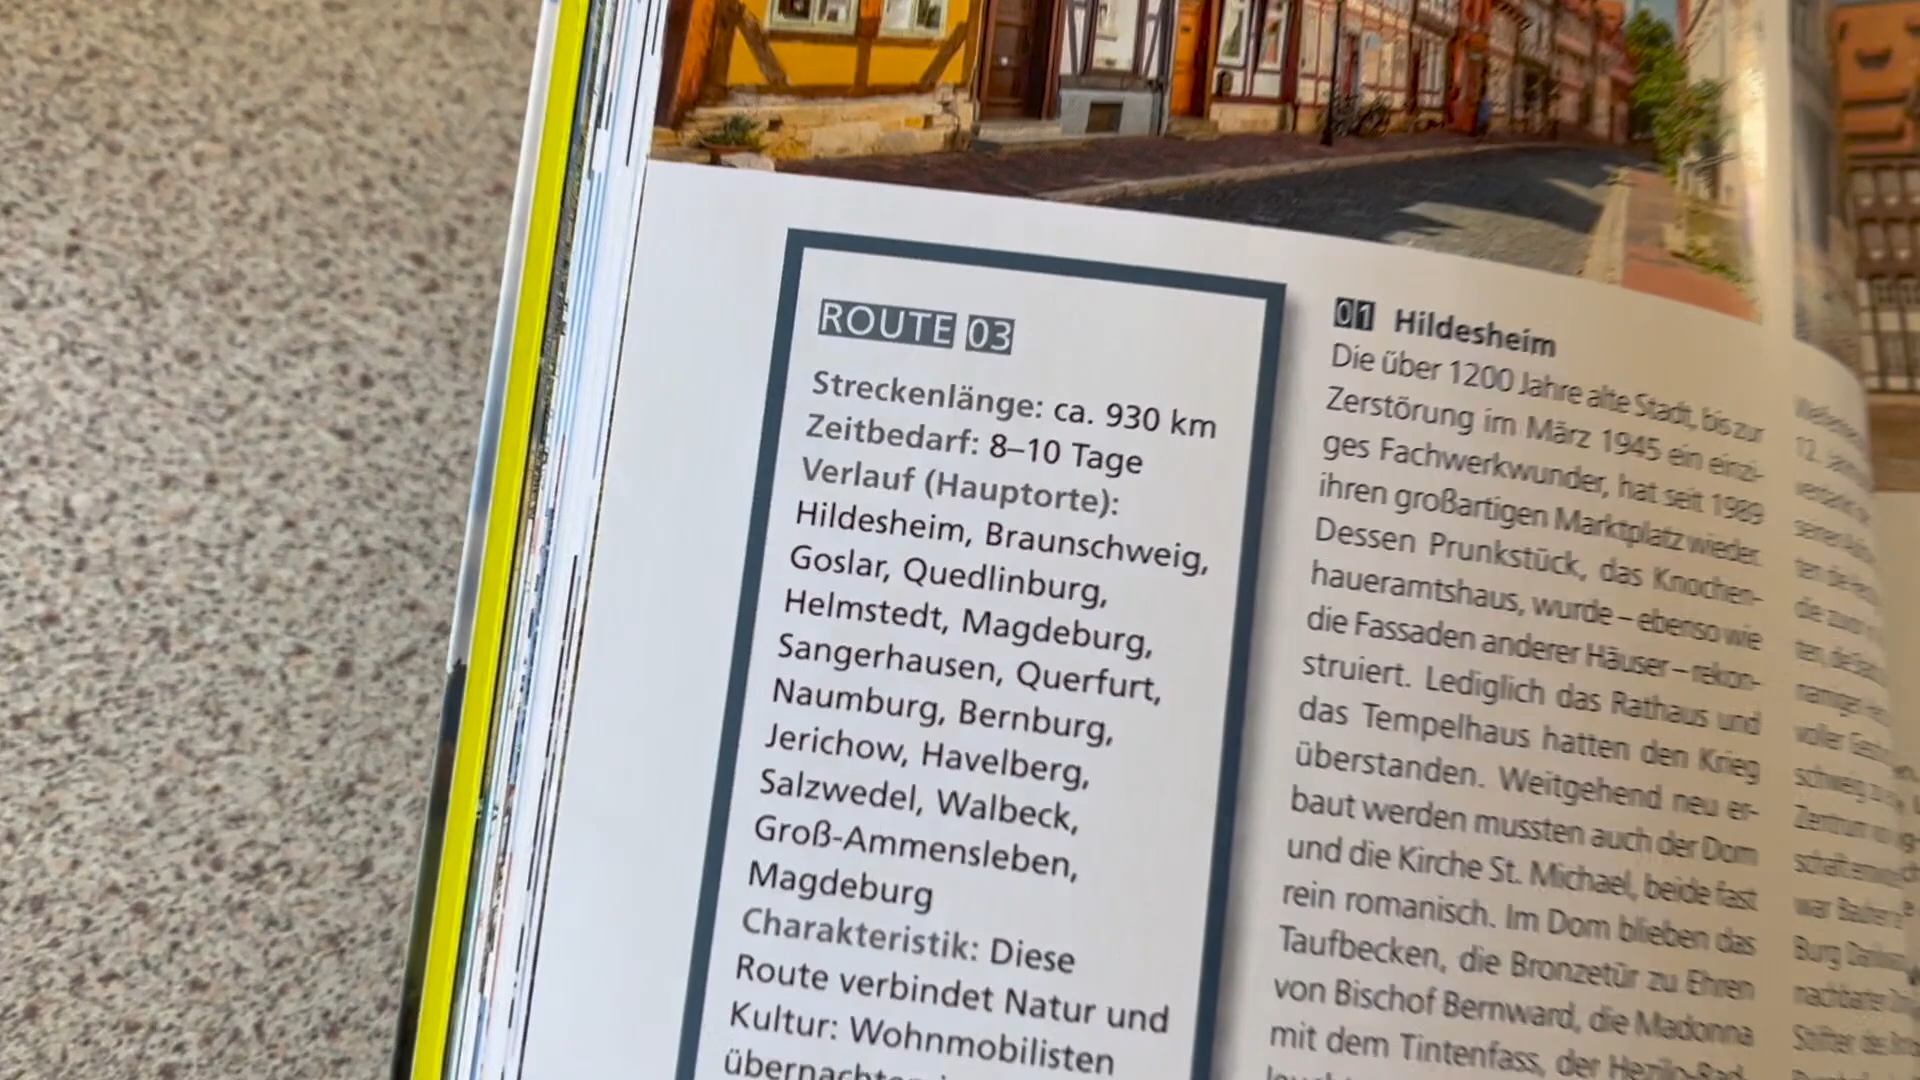 ROUTE 03
Streckenlänge: ca. 930 km
Zeitbedarf: 8–10 Tage
Verlauf (Hauptorte):
Hildesheim, Braunschweig,
Goslar, Quedlinburg,
Helmstedt, Magdeburg,
Sangerhausen, Querfurt,
Naumburg, Bernburg,
Jerichow, Havelberg,
Salzwedel, Walbeck,
Groß-Ammensleben,
Magdeburg
Charakteristik: Diese
Route verbindet Natur und
Kultur: Wohnmobilisten
01 Hildesheim
Die über 1200 Jahre alte Stadt, bis zur
Zerstörung im März 1945 ein einzi-
ges Fachwerkwunder, hat seit 1989
ihren großartigen Marktplatz wieder.
Dessen Prunkstück, das Knochen-
haueramtshaus, wurde – ebenso wie
die Fassaden anderer Häuser – rekon-
struiert. Lediglich das Rathaus und
das Tempelhaus hatten den Krieg
überstanden. Weitgehend neu er-
baut werden mussten auch der Dom
und die Kirche St. Michael, beide fast
rein romanisch. Im Dom blieben das
Taufbecken, die Bronzetür zu Ehren
von Bischof Bernward, die Madonna
mit dem Tintenfass, der Hezilo-Rad-